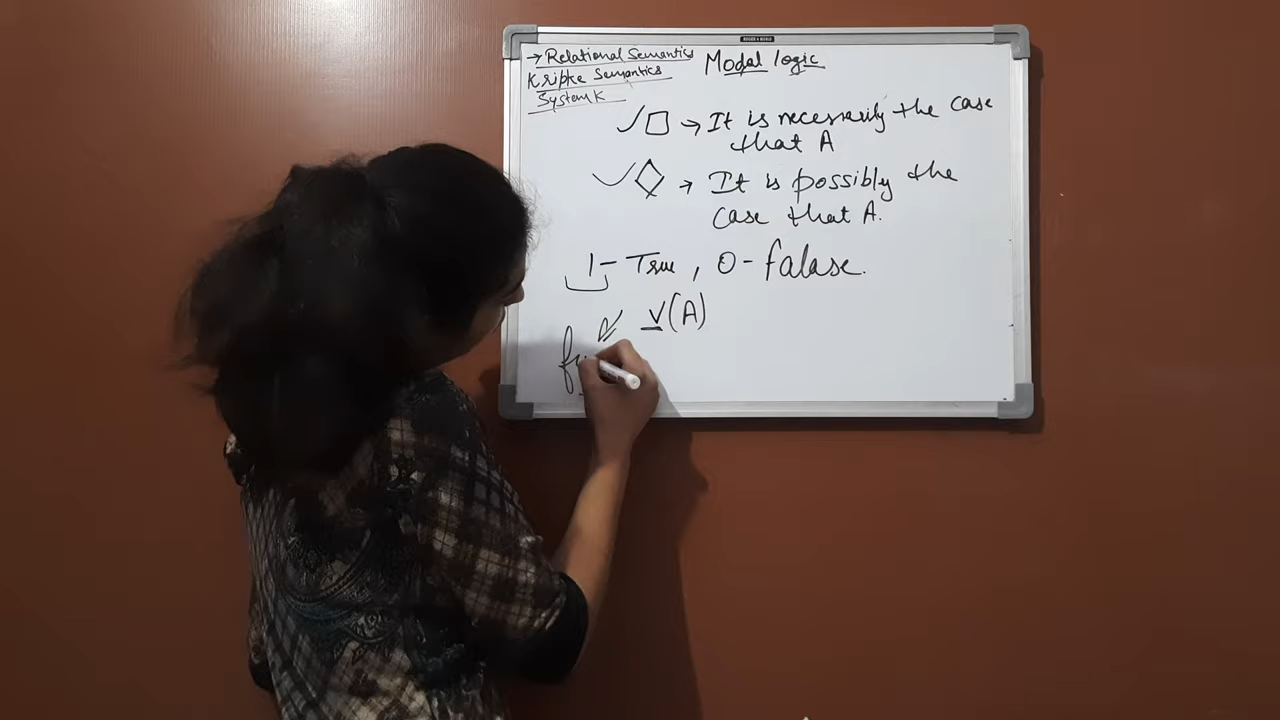 → Relational Semantics
Kripke Semantics
System K
Modal logic
□ → It is necessarily the case
that A
◇ → It is possibly the
case that A.
1 - True, 0 - falase.
v(A)